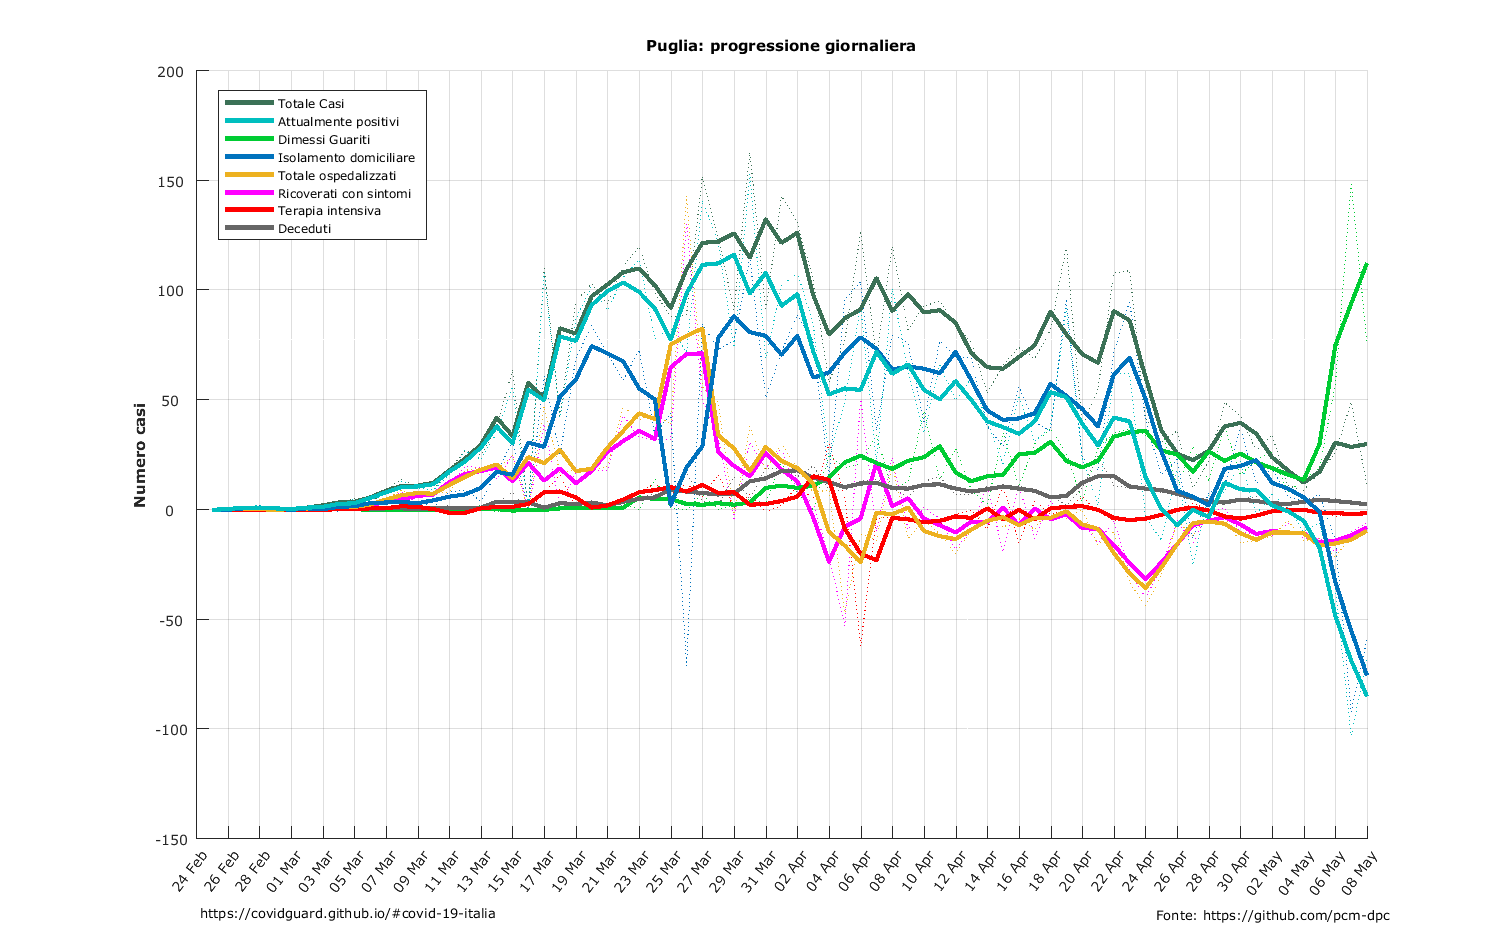 Puglia: progressione giornaliera
200
150
100
50
0
-50
-100
-150
Numero casi
Totale Casi
Attualmente positivi
Dimessi Guariti
Isolamento domiciliare
Totale ospedalizzati
Ricoverati con sintomi
Terapia intensiva
Deceduti
24 Feb
26 Feb
28 Feb
01 Mar
03 Mar
05 Mar
07 Mar
09 Mar
11 Mar
13 Mar
15 Mar
17 Mar
19 Mar
21 Mar
23 Mar
25 Mar
27 Mar
29 Mar
31 Mar
02 Apr
04 Apr
06 Apr
08 Apr
10 Apr
12 Apr
14 Apr
16 Apr
18 Apr
20 Apr
22 Apr
24 Apr
26 Apr
28 Apr
30 Apr
02 May
04 May
06 May
08 May
https://covidguard.github.io/#covid-19-italia
Fonte: https://github.com/pcm-dpc